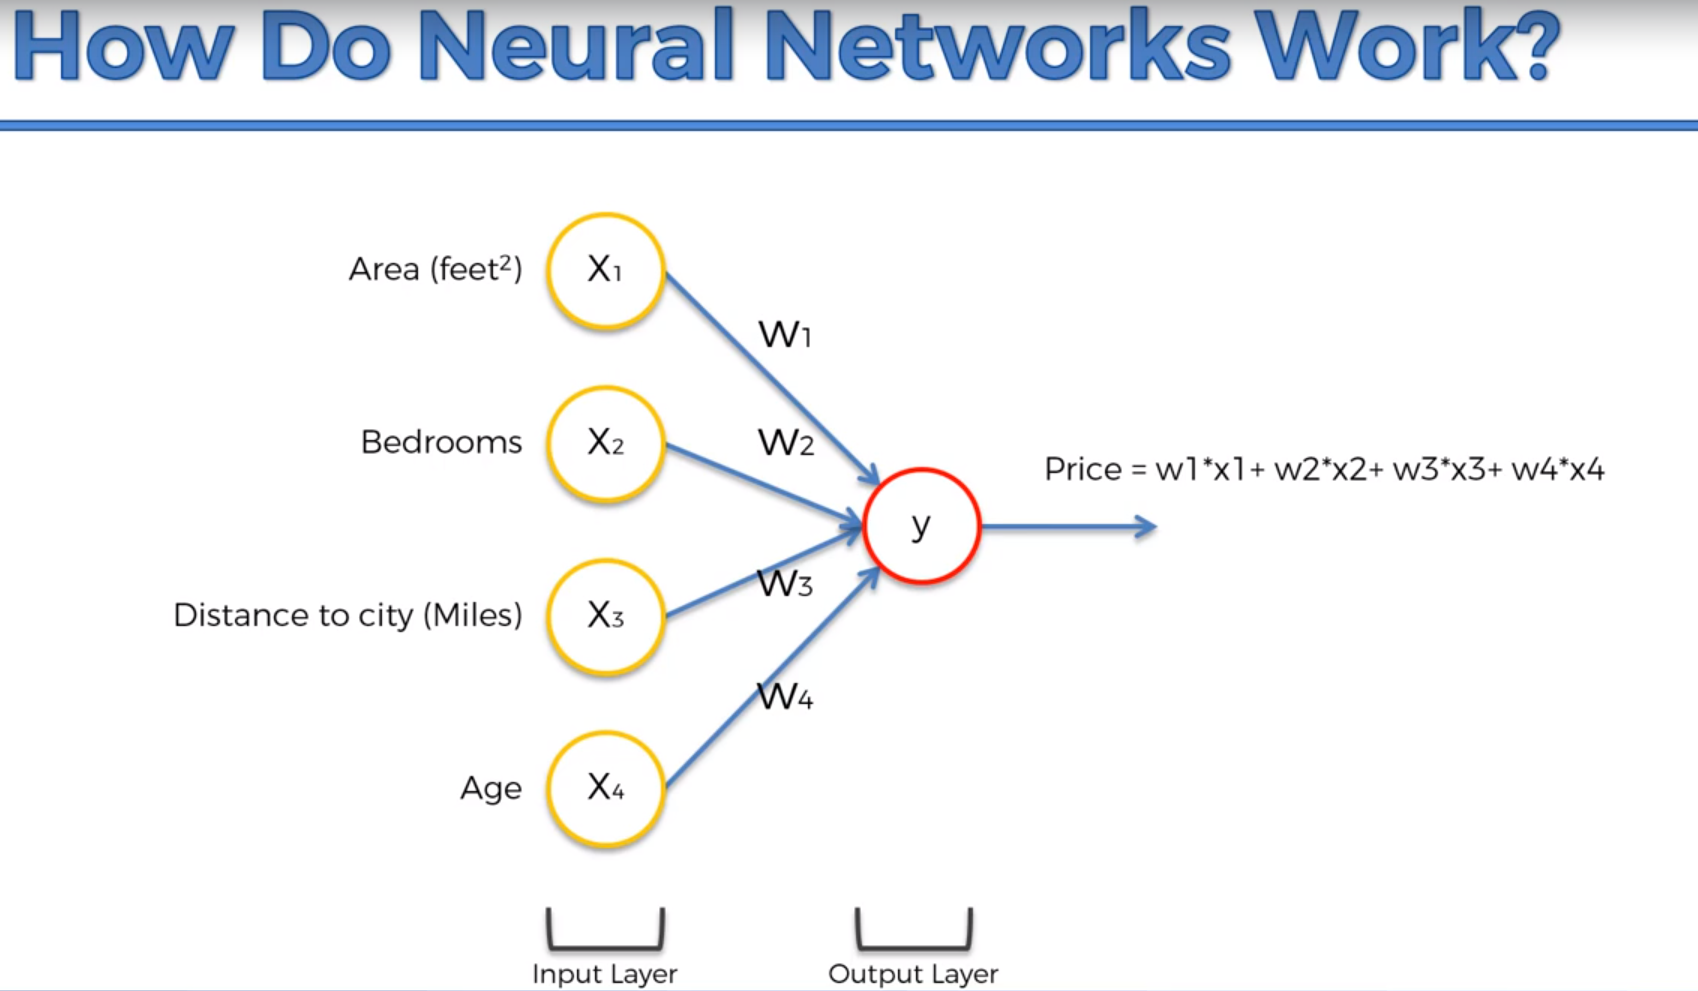 How Do Neural Networks Work?
Area (feet²)
X₁
W₁
Bedrooms
X₂
W₂
Price = w1*x1+ w2*x2+ w3*x3+ w4*x4
y
Distance to city (Miles)
X₃
W₃
Age
X₄
W₄
Input Layer
Output Layer